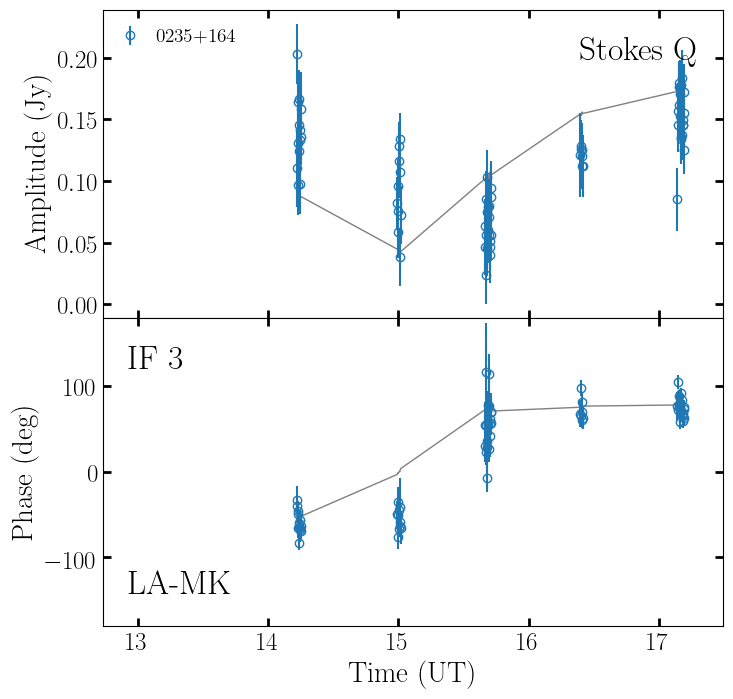 0235+164
Stokes Q
0.20
0.15
0.10
0.05
0.00
Amplitude (Jy)
IF 3
100
0
−100
Phase (deg)
LA-MK
13 14 15 16 17
Time (UT)